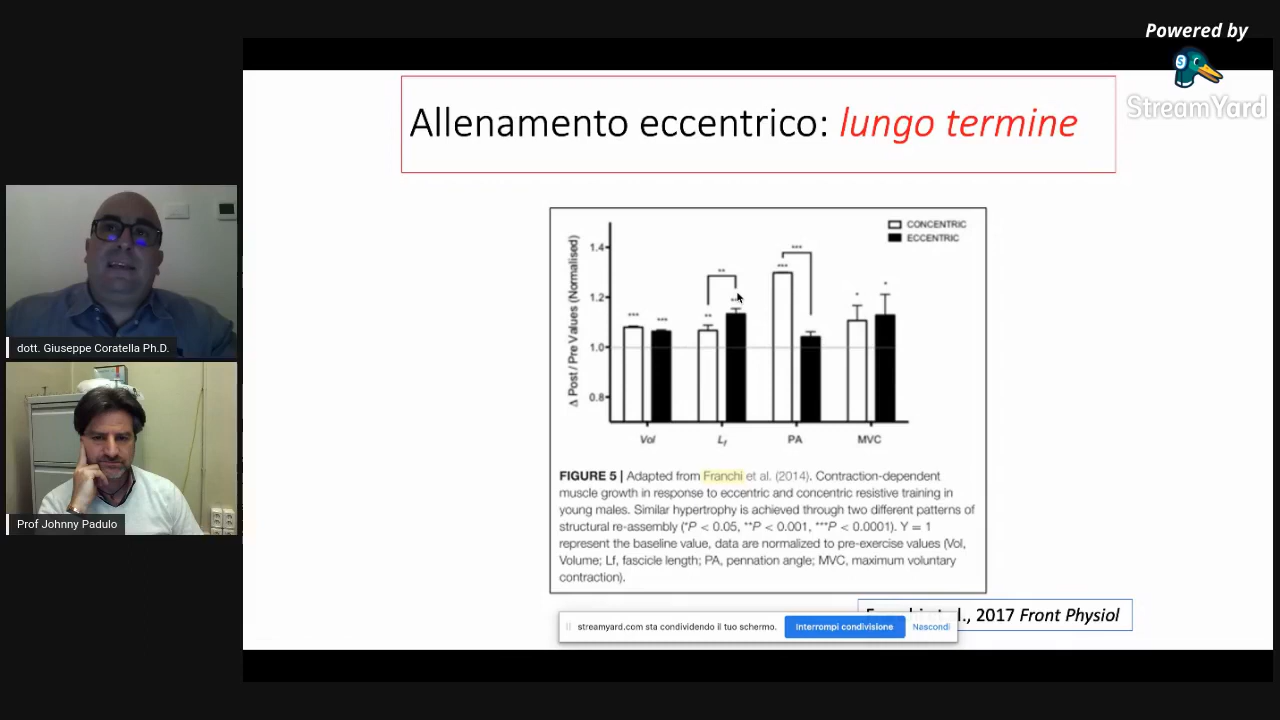 Powered by
StreamYard
Allenamento eccentrico: lungo termine
CONCENTRIC
ECCENTRIC
Δ Post / Pre Values (Normalised)
1.4
1.2
1.0
0.8
***
***
**
**
***
***
*
*
Vol
Lf
PA
MVC
FIGURE 5 | Adapted from Franchi et al. (2014). Contraction-dependent
muscle growth in response to eccentric and concentric resistive training in
young males. Similar hypertrophy is achieved through two different patterns of
structural re-assembly (*P < 0.05, **P < 0.001, ***P < 0.0001). Y = 1
represent the baseline value, data are normalized to pre-exercise values (Vol,
Volume; Lf, fascicle length; PA, pennation angle; MVC, maximum voluntary
contraction).
2017 Front Physiol
streamyard.com sta condividendo il tuo schermo.
Interrompi condivisione
Nascondi
dott. Giuseppe Coratella Ph.D.
Prof Johnny Padulo